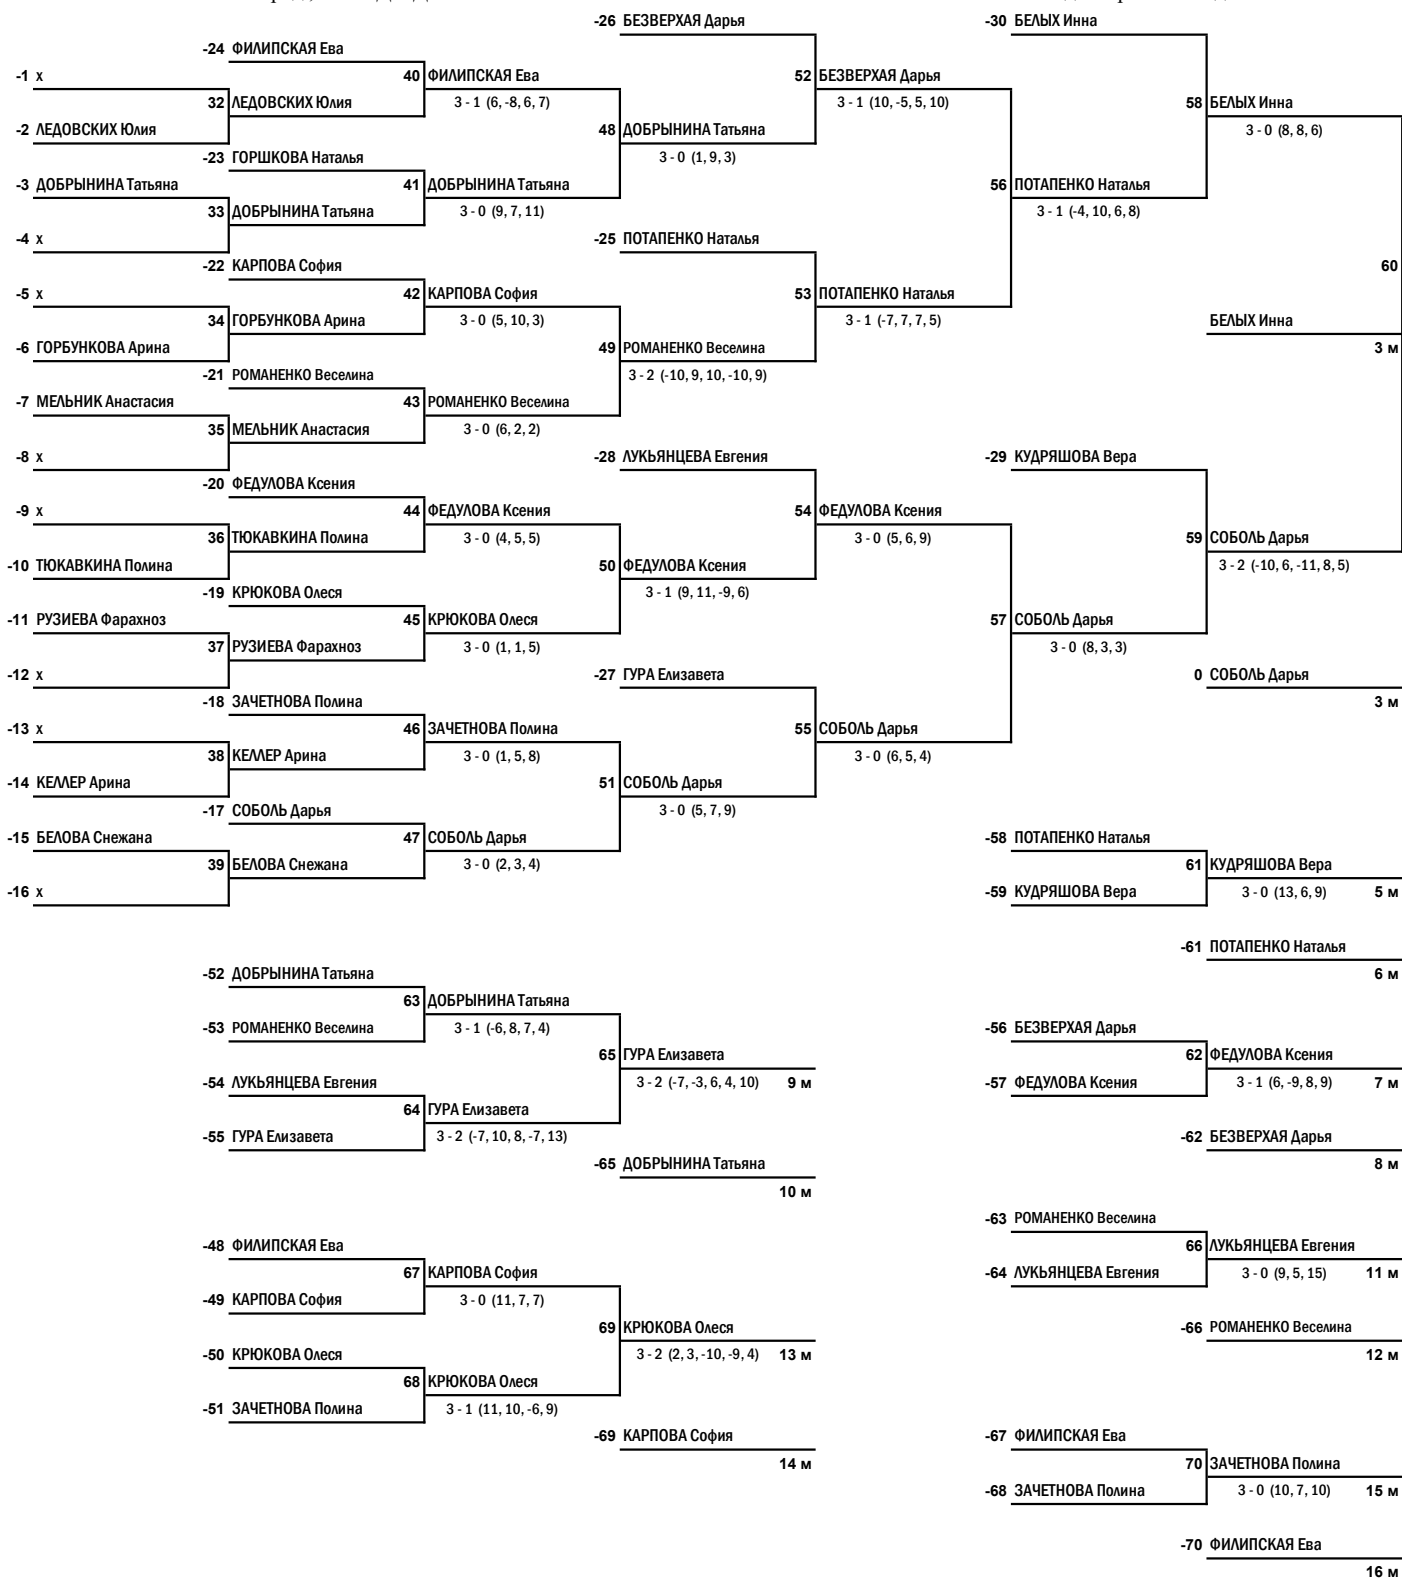 -26 БЕЗВЕРХАЯ Дарья
-30 БЕЛЫХ Инна
-24 ФИЛИПСКАЯ Ева
-1 х
40 ФИЛИПСКАЯ Ева
52 БЕЗВЕРХАЯ Дарья
32 ЛЕДОВСКИХ Юлия
3 - 1 (6, -8, 6, 7)
3 - 1 (10, -5, 5, 10)
58 БЕЛЫХ Инна
-2 ЛЕДОВСКИХ Юлия
48 ДОБРЫНИНА Татьяна
3 - 0 (8, 8, 6)
-23 ГОРШКОВА Наталья
3 - 0 (1, 9, 3)
-3 ДОБРЫНИНА Татьяна
41 ДОБРЫНИНА Татьяна
56 ПОТАПЕНКО Наталья
33 ДОБРЫНИНА Татьяна
3 - 0 (9, 7, 11)
3 - 1 (-4, 10, 6, 8)
-4 х
-25 ПОТАПЕНКО Наталья
-22 КАРПОВА София
60
-5 х
42 КАРПОВА София
53 ПОТАПЕНКО Наталья
34 ГОРБУНКОВА Арина
3 - 0 (5, 10, 3)
3 - 1 (-7, 7, 7, 5)
БЕЛЫХ Инна
-6 ГОРБУНКОВА Арина
49 РОМАНЕНКО Веселина
3 м
-21 РОМАНЕНКО Веселина
3 - 2 (-10, 9, 10, -10, 9)
-7 МЕЛЬНИК Анастасия
43 РОМАНЕНКО Веселина
35 МЕЛЬНИК Анастасия
3 - 0 (6, 2, 2)
-8 х
-28 ЛУКЬЯНЦЕВА Евгения
-29 КУДРЯШОВА Вера
-20 ФЕДУЛОВА Ксения
-9 х
44 ФЕДУЛОВА Ксения
54 ФЕДУЛОВА Ксения
36 ТЮКАВКИНА Полина
3 - 0 (4, 5, 5)
3 - 0 (5, 6, 9)
59 СОБОЛЬ Дарья
-10 ТЮКАВКИНА Полина
50 ФЕДУЛОВА Ксения
3 - 2 (-10, 6, -11, 8, 5)
-19 КРЮКОВА Олеся
3 - 1 (9, 11, -9, 6)
-11 РУЗИЕВА Фарахноз
45 КРЮКОВА Олеся
57 СОБОЛЬ Дарья
37 РУЗИЕВА Фарахноз
3 - 0 (1, 1, 5)
3 - 0 (8, 3, 3)
-12 х
-27 ГУРА Елизавета
0 СОБОЛЬ Дарья
-18 ЗАЧЕТНОВА Полина
3 м
-13 х
46 ЗАЧЕТНОВА Полина
55 СОБОЛЬ Дарья
38 КЕЛЛЕР Арина
3 - 0 (1, 5, 8)
3 - 0 (6, 5, 4)
-14 КЕЛЛЕР Арина
51 СОБОЛЬ Дарья
-17 СОБОЛЬ Дарья
3 - 0 (5, 7, 9)
-15 БЕЛОВА Снежана
47 СОБОЛЬ Дарья
-58 ПОТАПЕНКО Наталья
39 БЕЛОВА Снежана
3 - 0 (2, 3, 4)
61 КУДРЯШОВА Вера
-16 х
-59 КУДРЯШОВА Вера
3 - 0 (13, 6, 9) 5 м
-61 ПОТАПЕНКО Наталья
-52 ДОБРЫНИНА Татьяна
6 м
63 ДОБРЫНИНА Татьяна
-53 РОМАНЕНКО Веселина
3 - 1 (-6, 8, 7, 4)
-56 БЕЗВЕРХАЯ Дарья
65 ГУРА Елизавета
62 ФЕДУЛОВА Ксения
-54 ЛУКЬЯНЦЕВА Евгения
3 - 2 (-7, -3, 6, 4, 10) 9 м
-57 ФЕДУЛОВА Ксения
3 - 1 (6, -9, 8, 9) 7 м
64 ГУРА Елизавета
-55 ГУРА Елизавета
3 - 2 (-7, 10, 8, -7, 13)
-62 БЕЗВЕРХАЯ Дарья
-65 ДОБРЫНИНА Татьяна
8 м
10 м
-63 РОМАНЕНКО Веселина
-48 ФИЛИПСКАЯ Ева
66 ЛУКЬЯНЦЕВА Евгения
67 КАРПОВА София
-64 ЛУКЬЯНЦЕВА Евгения
3 - 0 (9, 5, 15) 11 м
-49 КАРПОВА София
3 - 0 (11, 7, 7)
69 КРЮКОВА Олеся
-66 РОМАНЕНКО Веселина
-50 КРЮКОВА Олеся
3 - 2 (2, 3, -10, -9, 4) 13 м
12 м
68 КРЮКОВА Олеся
-51 ЗАЧЕТНОВА Полина
3 - 1 (11, 10, -6, 9)
-69 КАРПОВА София
-67 ФИЛИПСКАЯ Ева
14 м
70 ЗАЧЕТНОВА Полина
-68 ЗАЧЕТНОВА Полина
3 - 0 (10, 7, 10) 15 м
-70 ФИЛИПСКАЯ Ева
16 м